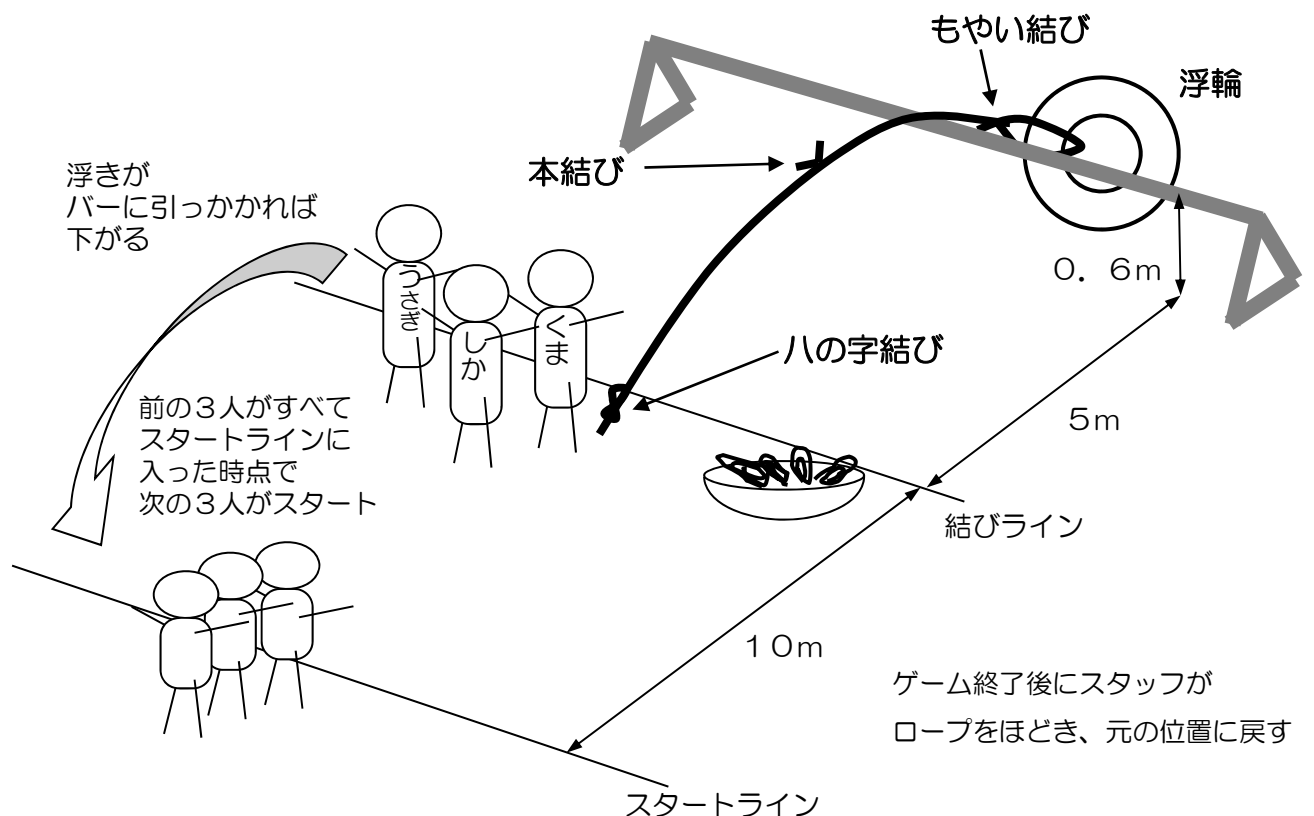 もやい結び
浮輪
本結び
浮きが
バーに引っかかれば
下がる
０．６ｍ
うさぎ
しか
くま
八の字結び
５ｍ
前の３人がすべて
スタートラインに
入った時点で
次の３人がスタート
結びライン
１０ｍ
ゲーム終了後にスタッフが
ロープをほどき、元の位置に戻す
スタートライン